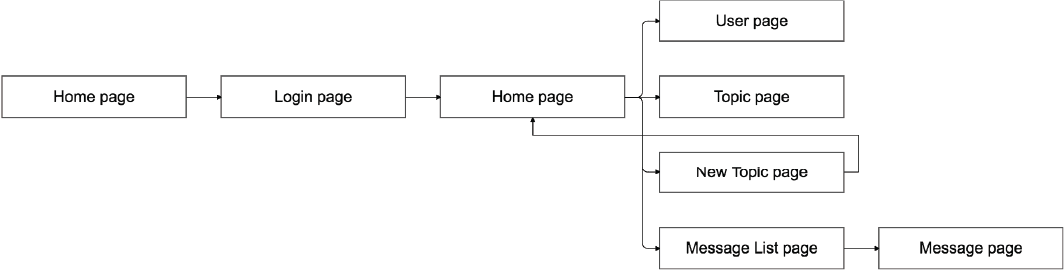 User page
Home page
Login page
Home page
Topic page
New Topic page
Message List page
Message page